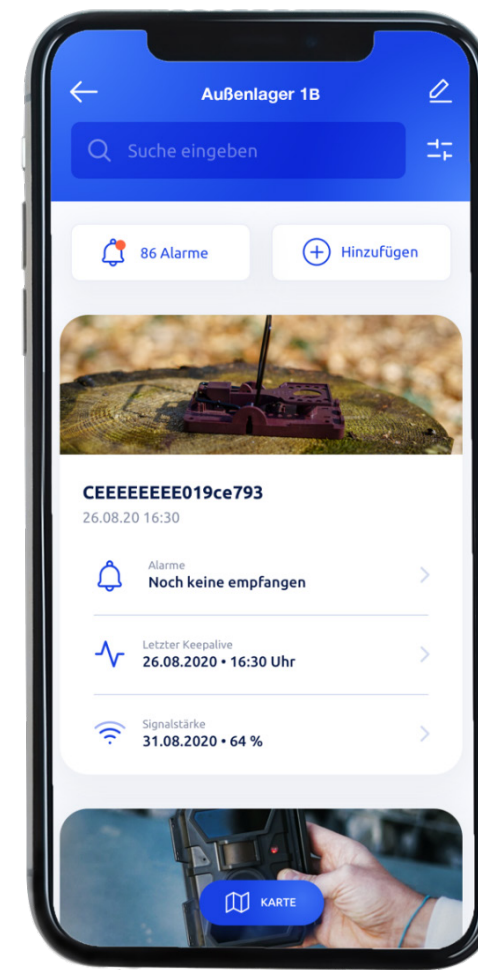 Außenlager 1B
Suche eingeben
86 Alarme
Hinzufügen
CEEEEEEEE019ce793
26.08.20 16:30
Alarme
Noch keine empfangen
Letzter Keepalive
26.08.2020 • 16:30 Uhr
Signalstärke
31.08.2020 • 64 %
KARTE